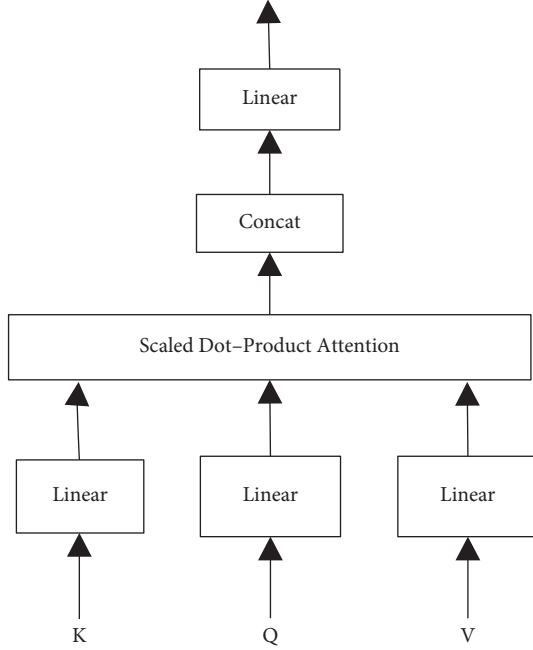 Linear
Concat
Scaled Dot–Product Attention
Linear
Linear
Linear
K
Q
V